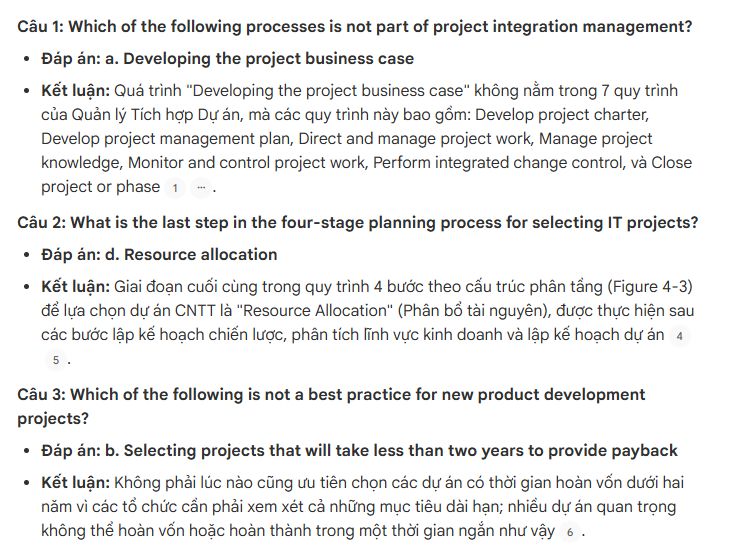 Câu 1: Which of the following processes is not part of project integration management?
• Đáp án: a. Developing the project business case
• Kết luận: Quá trình "Developing the project business case" không nằm trong 7 quy trình
của Quản lý Tích hợp Dự án, mà các quy trình này bao gồm: Develop project charter,
Develop project management plan, Direct and manage project work, Manage project
knowledge, Monitor and control project work, Perform integrated change control, và Close
project or phase 1 ... .
Câu 2: What is the last step in the four-stage planning process for selecting IT projects?
• Đáp án: d. Resource allocation
• Kết luận: Giai đoạn cuối cùng trong quy trình 4 bước theo cấu trúc phân tầng (Figure 4-3)
để lựa chọn dự án CNTT là "Resource Allocation" (Phân bổ tài nguyên), được thực hiện sau
các bước lập kế hoạch chiến lược, phân tích lĩnh vực kinh doanh và lập kế hoạch dự án 4
5 .
Câu 3: Which of the following is not a best practice for new product development
projects?
• Đáp án: b. Selecting projects that will take less than two years to provide payback
• Kết luận: Không phải lúc nào cũng ưu tiên chọn các dự án có thời gian hoàn vốn dưới hai
năm vì các tổ chức cần phải xem xét cả những mục tiêu dài hạn; nhiều dự án quan trọng
không thể hoàn vốn hoặc hoàn thành trong một thời gian ngắn như vậy 6 .